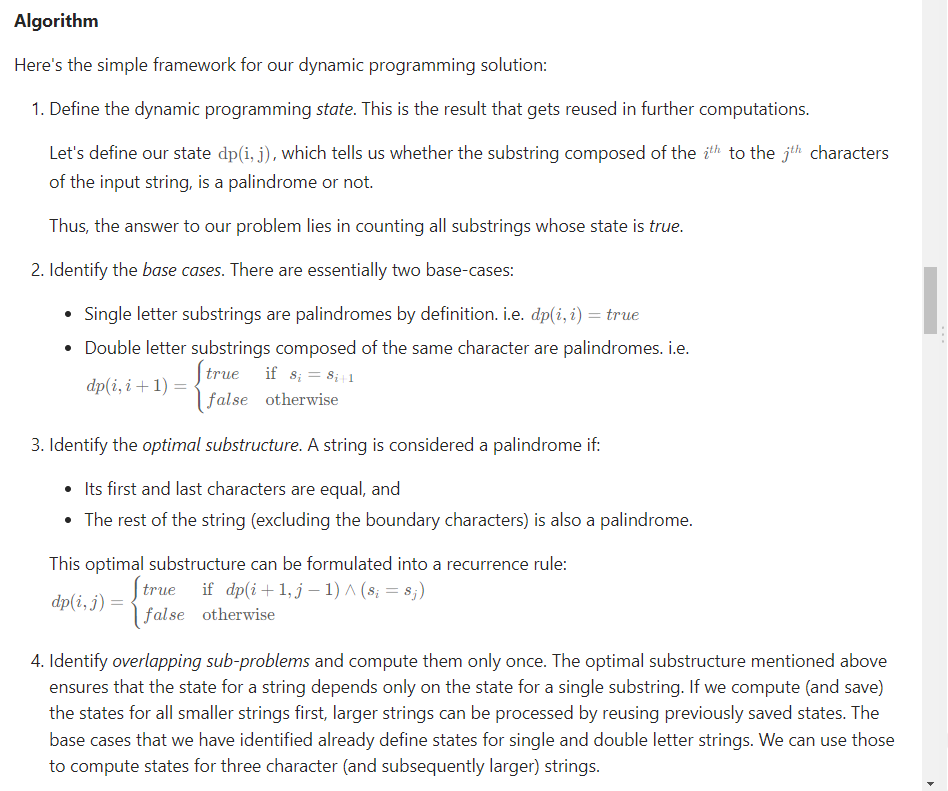 Algorithm
Here's the simple framework for our dynamic programming solution:
1. Define the dynamic programming state. This is the result that gets reused in further computations.
Let's define our state dp(i, j), which tells us whether the substring composed of the i^{th} to the j^{th} characters
of the input string, is a palindrome or not.
Thus, the answer to our problem lies in counting all substrings whose state is true.
2. Identify the base cases. There are essentially two base-cases:
• Single letter substrings are palindromes by definition. i.e. dp(i, i) = true
• Double letter substrings composed of the same character are palindromes. i.e.
dp(i, i + 1) = { true if s_i = s_{i+1}
false otherwise
3. Identify the optimal substructure. A string is considered a palindrome if:
• Its first and last characters are equal, and
• The rest of the string (excluding the boundary characters) is also a palindrome.
This optimal substructure can be formulated into a recurrence rule:
dp(i, j) = { true if dp(i + 1, j − 1) ∧ (s_i = s_j)
false otherwise
4. Identify overlapping sub-problems and compute them only once. The optimal substructure mentioned above
ensures that the state for a string depends only on the state for a single substring. If we compute (and save)
the states for all smaller strings first, larger strings can be processed by reusing previously saved states. The
base cases that we have identified already define states for single and double letter strings. We can use those
to compute states for three character (and subsequently larger) strings.